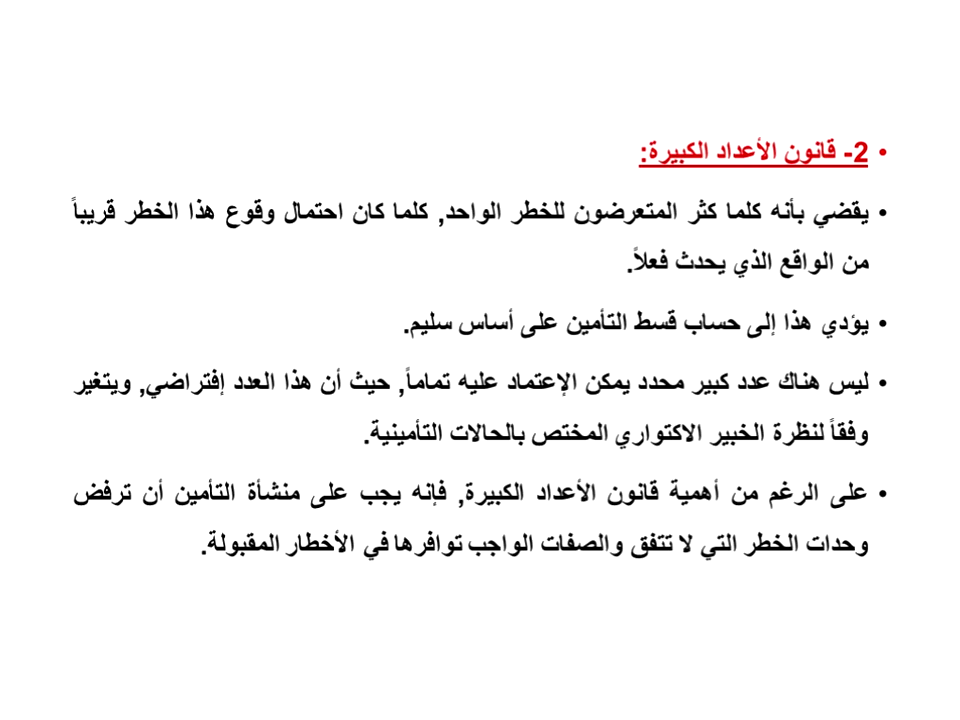 • 2- قانون الأعداد الكبيرة:
• يقضي بأنه كلما كثر المتعرضون للخطر الواحد, كلما كان احتمال وقوع هذا الخطر قريباً
من الواقع الذي يحدث فعلاً.
• يؤدي هذا إلى حساب قسط التأمين على أساس سليم.
• ليس هناك عدد كبير محدد يمكن الإعتماد عليه تماماً, حيث أن هذا العدد إفتراضي, ويتغير
وفقاً لنظرة الخبير الاكتواري المختص بالحالات التأمينية.
• على الرغم من أهمية قانون الأعداد الكبيرة, فإنه يجب على منشأة التأمين أن ترفض
وحدات الخطر التي لا تتفق والصفات الواجب توافرها في الأخطار المقبولة.